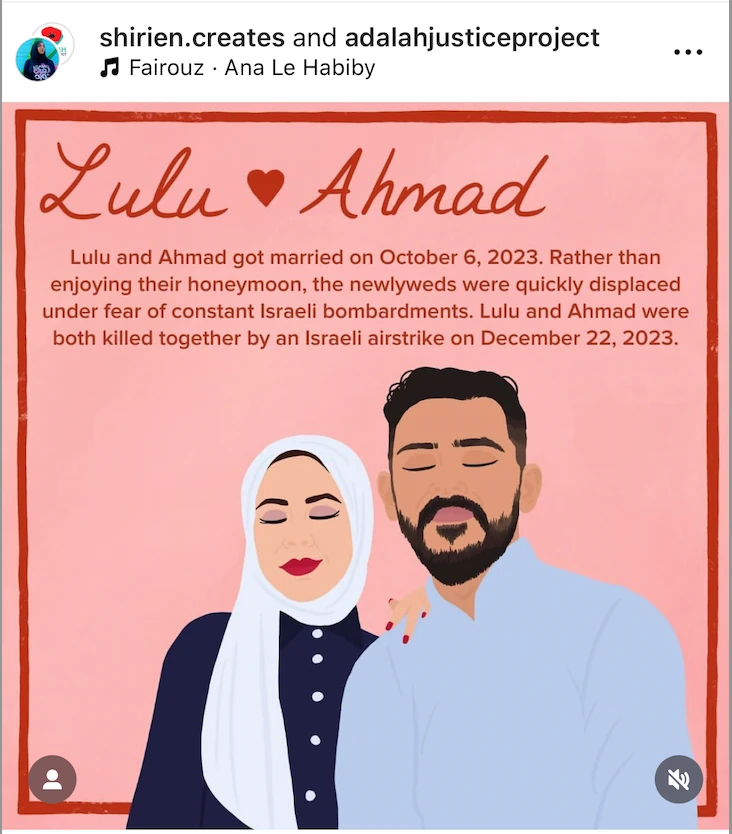 shirien.creates and adalahjusticeproject
Fairouz · Ana Le Habiby
Lulu ♥ Ahmad
Lulu and Ahmad got married on October 6, 2023. Rather than
enjoying their honeymoon, the newlyweds were quickly displaced
under fear of constant Israeli bombardments. Lulu and Ahmad were
both killed together by an Israeli airstrike on December 22, 2023.